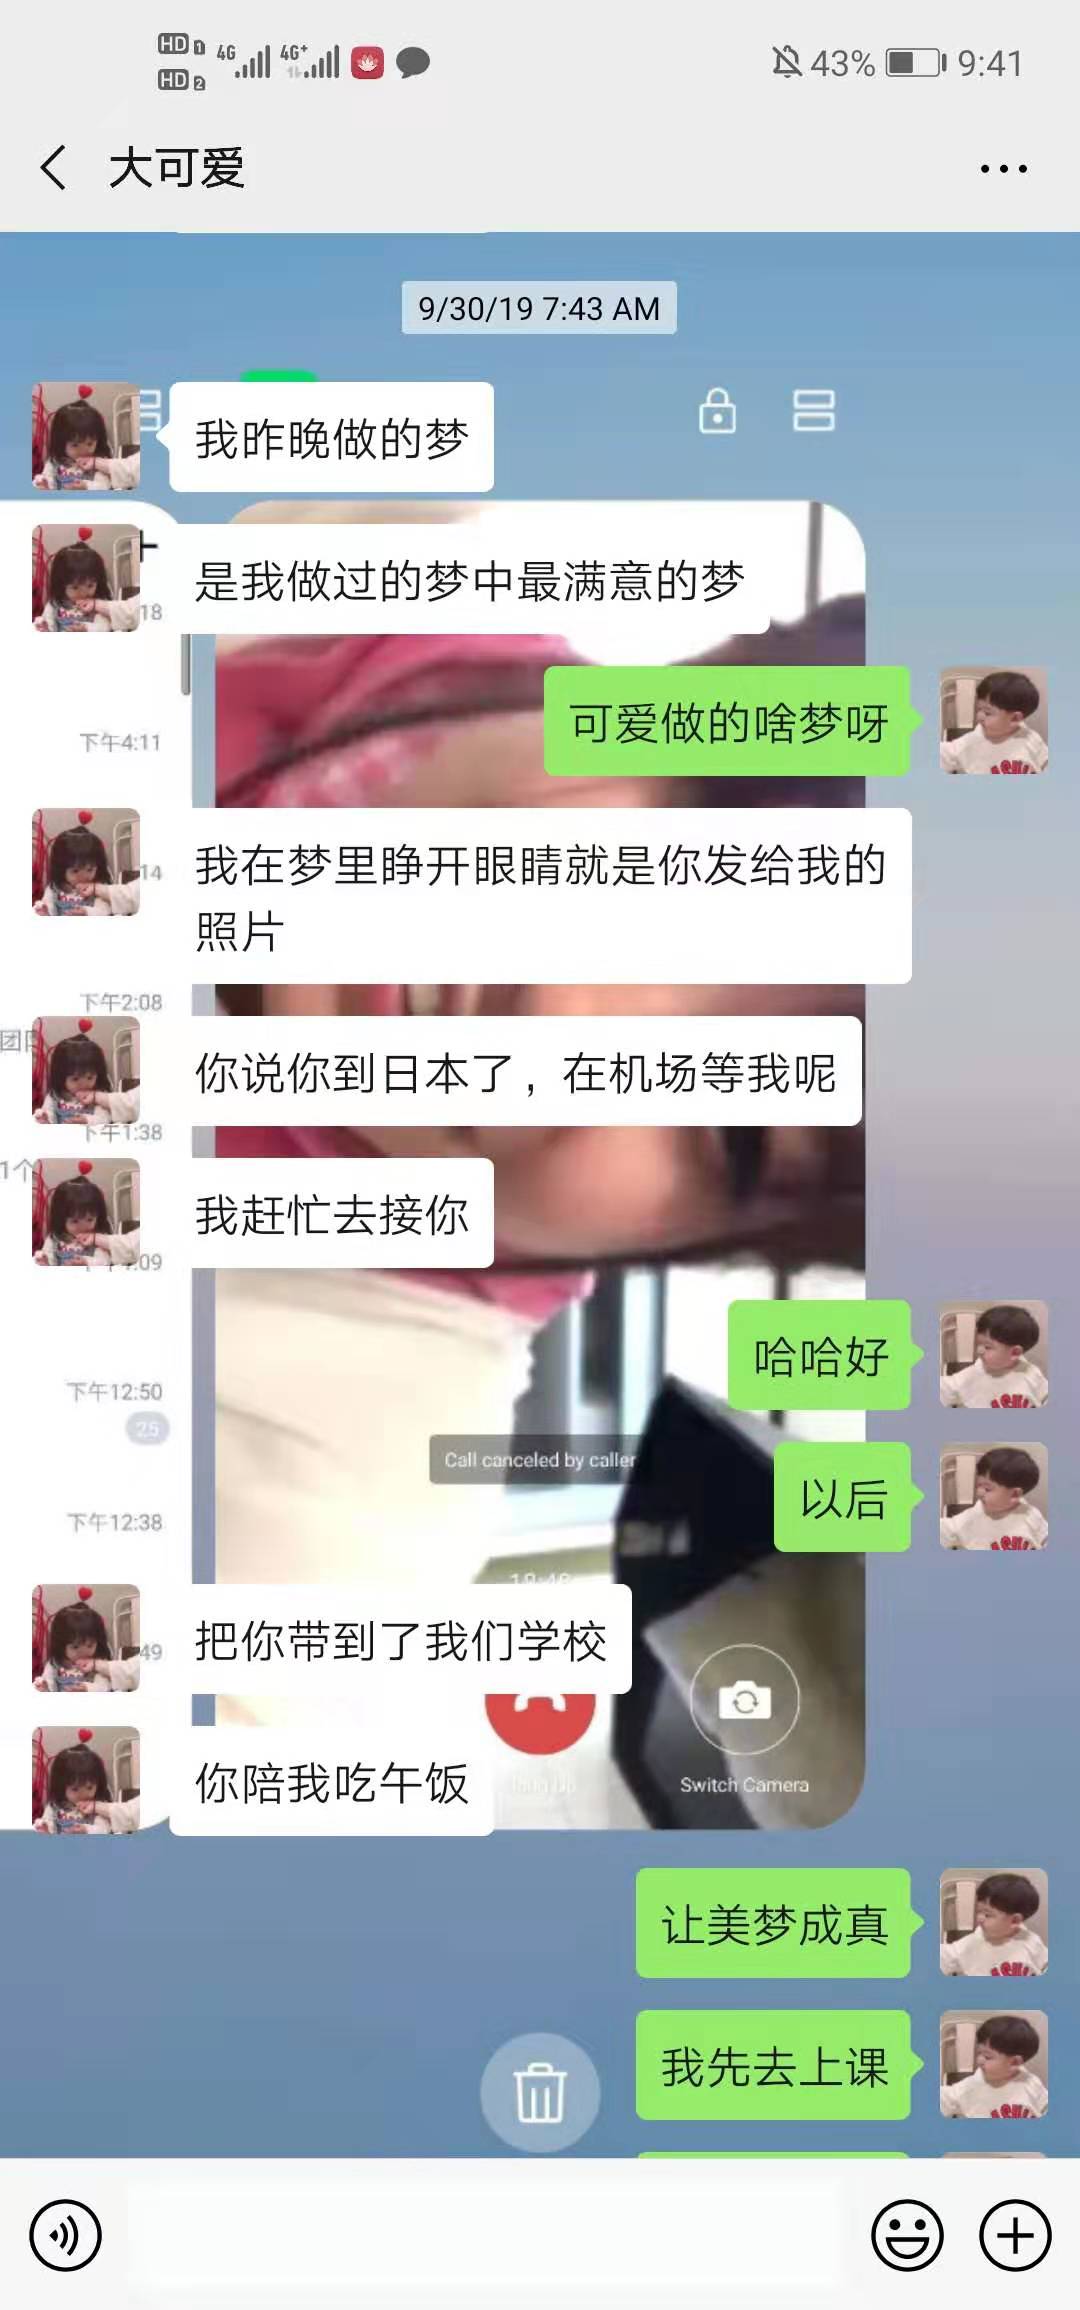 HD 1 4G 4G+ 43% 9:41
HD 2
大可爱
9/30/19 7:43 AM
我昨晚做的梦
是我做过的梦中最满意的梦
18
可爱做的啥梦呀
下午4:11
我在梦里睁开眼睛就是你发给我的
照片
14
下午2:08
你说你到日本了，在机场等我呢
下午1:38
1个
我赶忙去接你
:09
哈哈好
下午12:50
25
Call canceled by caller
以后
下午12:38
把你带到了我们学校
49
你陪我吃午饭
Switch Camera
让美梦成真
我先去上课